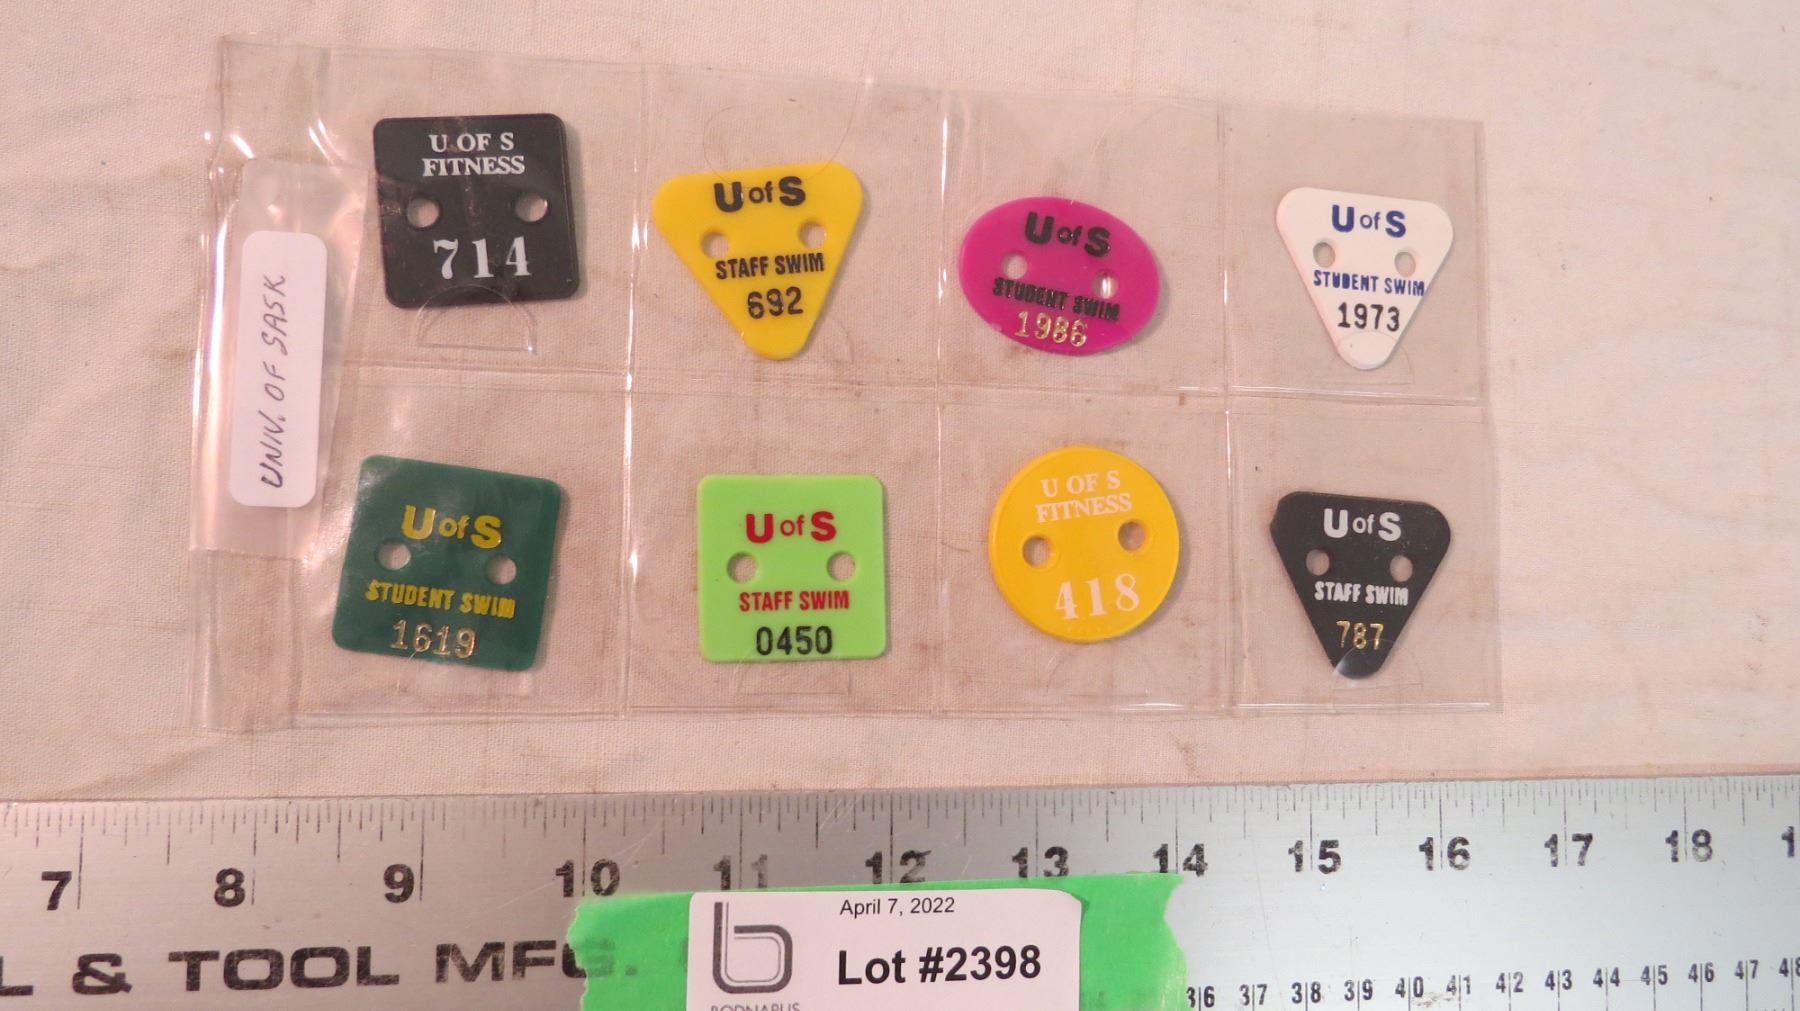 UNIV. OF SASK
U OF S
FITNESS
714
U of S
STAFF SWIM
692
U of S
STUDENT SWIM
1986
U of S
STUDENT SWIM
1973
U of S
STUDENT SWIM
1619
U of S
STAFF SWIM
0450
U OF S
FITNESS
418
U of S
STAFF SWIM
787
7 8 9 10 11 12 13 14 15 16 17 18
& TOOL MFG.
36 37 38 39 40 41 42 43 44 45 46 47 48
April 7, 2022
Lot #2398